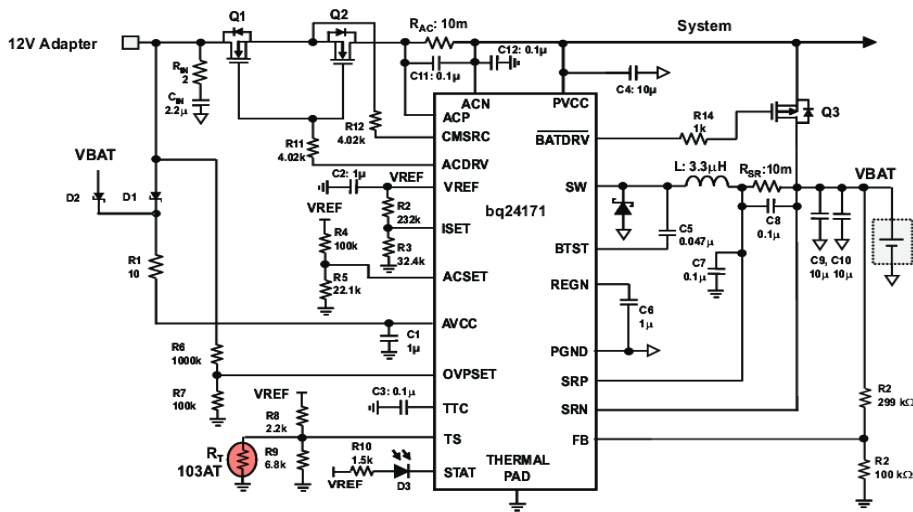 Q1
Q2
R_AC: 10m
System
12V Adapter
C12: 0.1µ
R_IN
2
C11: 0.1µ
C4: 10µ
C_IN
2.2µ
ACN
PVCC
ACP
R12
4.02k
CMSRC
BATDRV
R14
1k
Q3
R11
4.02k
ACDRV
VBAT
C2: 1µ
VREF
VREF
SW
L: 3.3µH
R_SR: 10m
VBAT
D2
D1
R2
232k
bq24171
VREF
ISET
R4
100k
R3
32.4k
C8
0.1µ
C5
0.047µ
C9,
10µ
C10
10µ
R1
10
BTST
C7
0.1µ
ACSET
R5
22.1k
REGN
C6
1µ
AVCC
C1
1µ
PGND
R6
1000k
OVPSET
SRP
R7
100k
VREF
C3: 0.1µ
TTC
SRN
R2
299 kΩ
R8
2.2k
TS
FB
R_T
103AT
R9
6.8k
R10
1.5k
R2
100 kΩ
VREF
D3
STAT
THERMAL
PAD